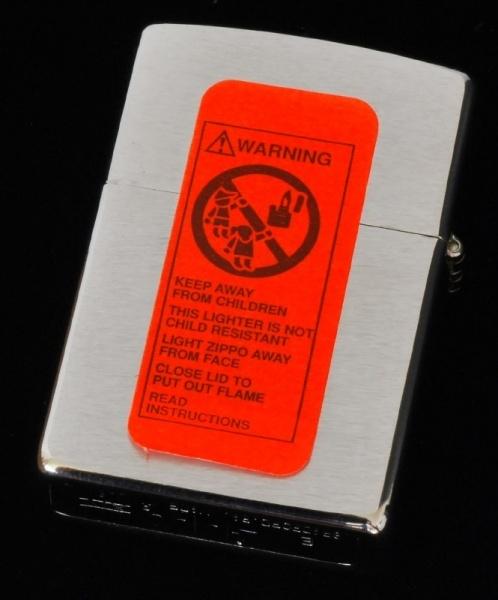 WARNING
KEEP AWAY
FROM CHILDREN
THIS LIGHTER IS NOT
CHILD RESISTANT
LIGHT ZIPPO AWAY
FROM FACE
CLOSE LID TO
PUT OUT FLAME
READ
INSTRUCTIONS